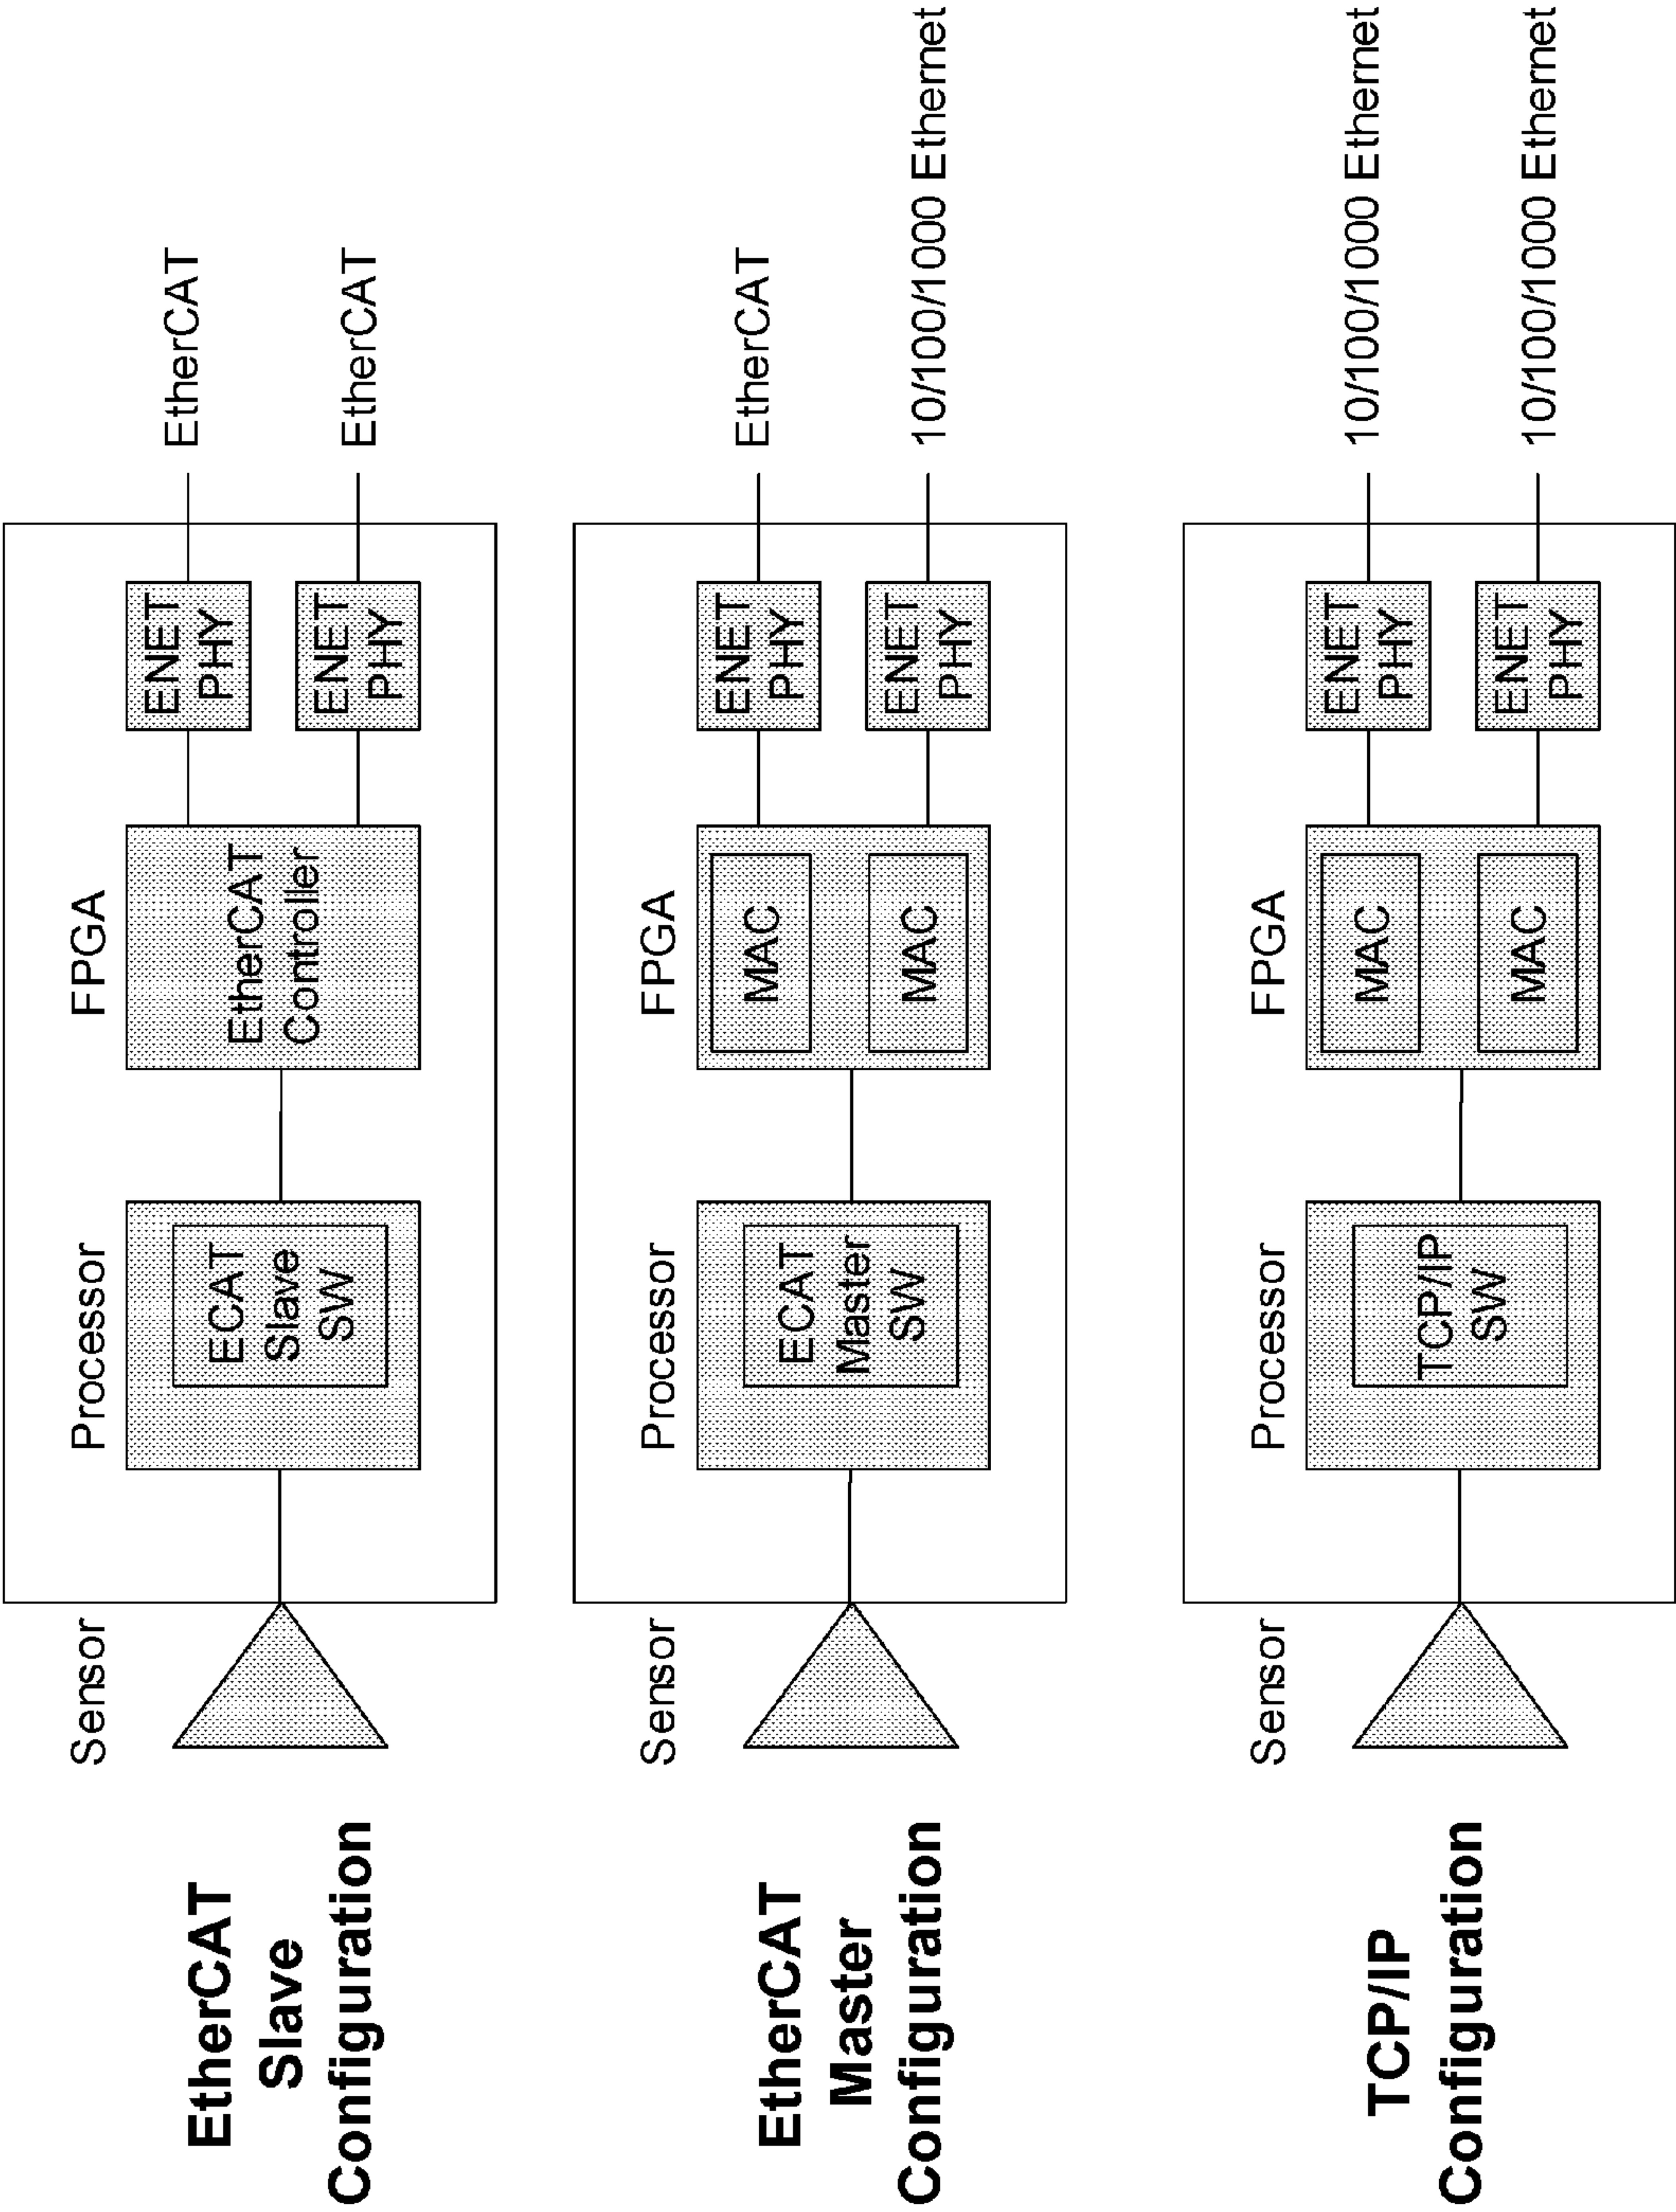 EtherCAT
Slave
Configuration
Sensor
Processor
ECAT
Slave
SW
FPGA
EtherCAT
Controller
ENET
PHY
ENET
PHY
EtherCAT
EtherCAT
EtherCAT
Master
Configuration
Sensor
Processor
ECAT
Master
SW
FPGA
MAC
MAC
ENET
PHY
ENET
PHY
EtherCAT
10/100/1000 Ethernet
TCP/IP
Configuration
Sensor
Processor
TCP/IP
SW
FPGA
MAC
MAC
ENET
PHY
ENET
PHY
10/100/1000 Ethernet
10/100/1000 Ethernet